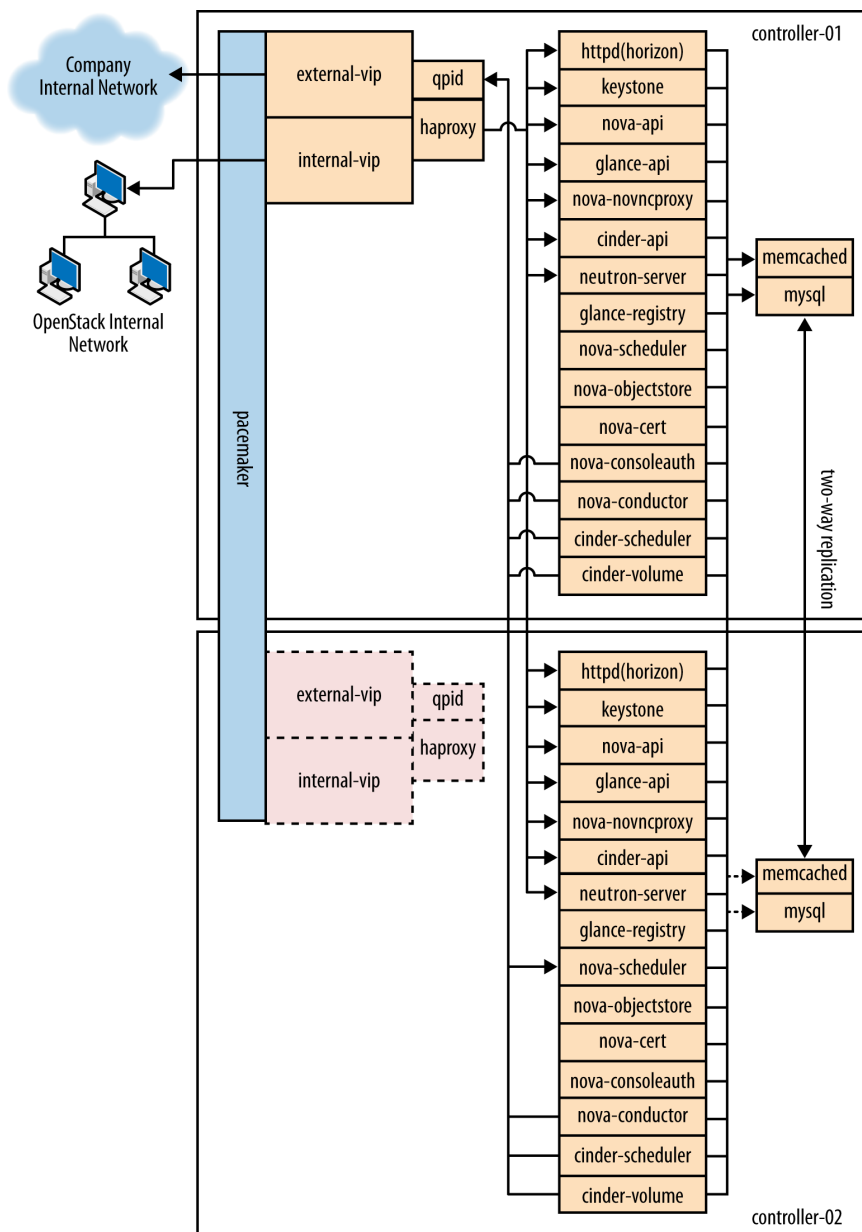 controller-01
Company
Internal Network
external-vip
qpid
haproxy
internal-vip
OpenStack Internal
Network
pacemaker
httpd(horizon)
keystone
nova-api
glance-api
nova-novncproxy
cinder-api
neutron-server
glance-registry
nova-scheduler
nova-objectstore
nova-cert
nova-consoleauth
nova-conductor
cinder-scheduler
cinder-volume
memcached
mysql
two-way replication
external-vip
qpid
haproxy
internal-vip
httpd(horizon)
keystone
nova-api
glance-api
nova-novncproxy
cinder-api
neutron-server
glance-registry
nova-scheduler
nova-objectstore
nova-cert
nova-consoleauth
nova-conductor
cinder-scheduler
cinder-volume
memcached
mysql
controller-02